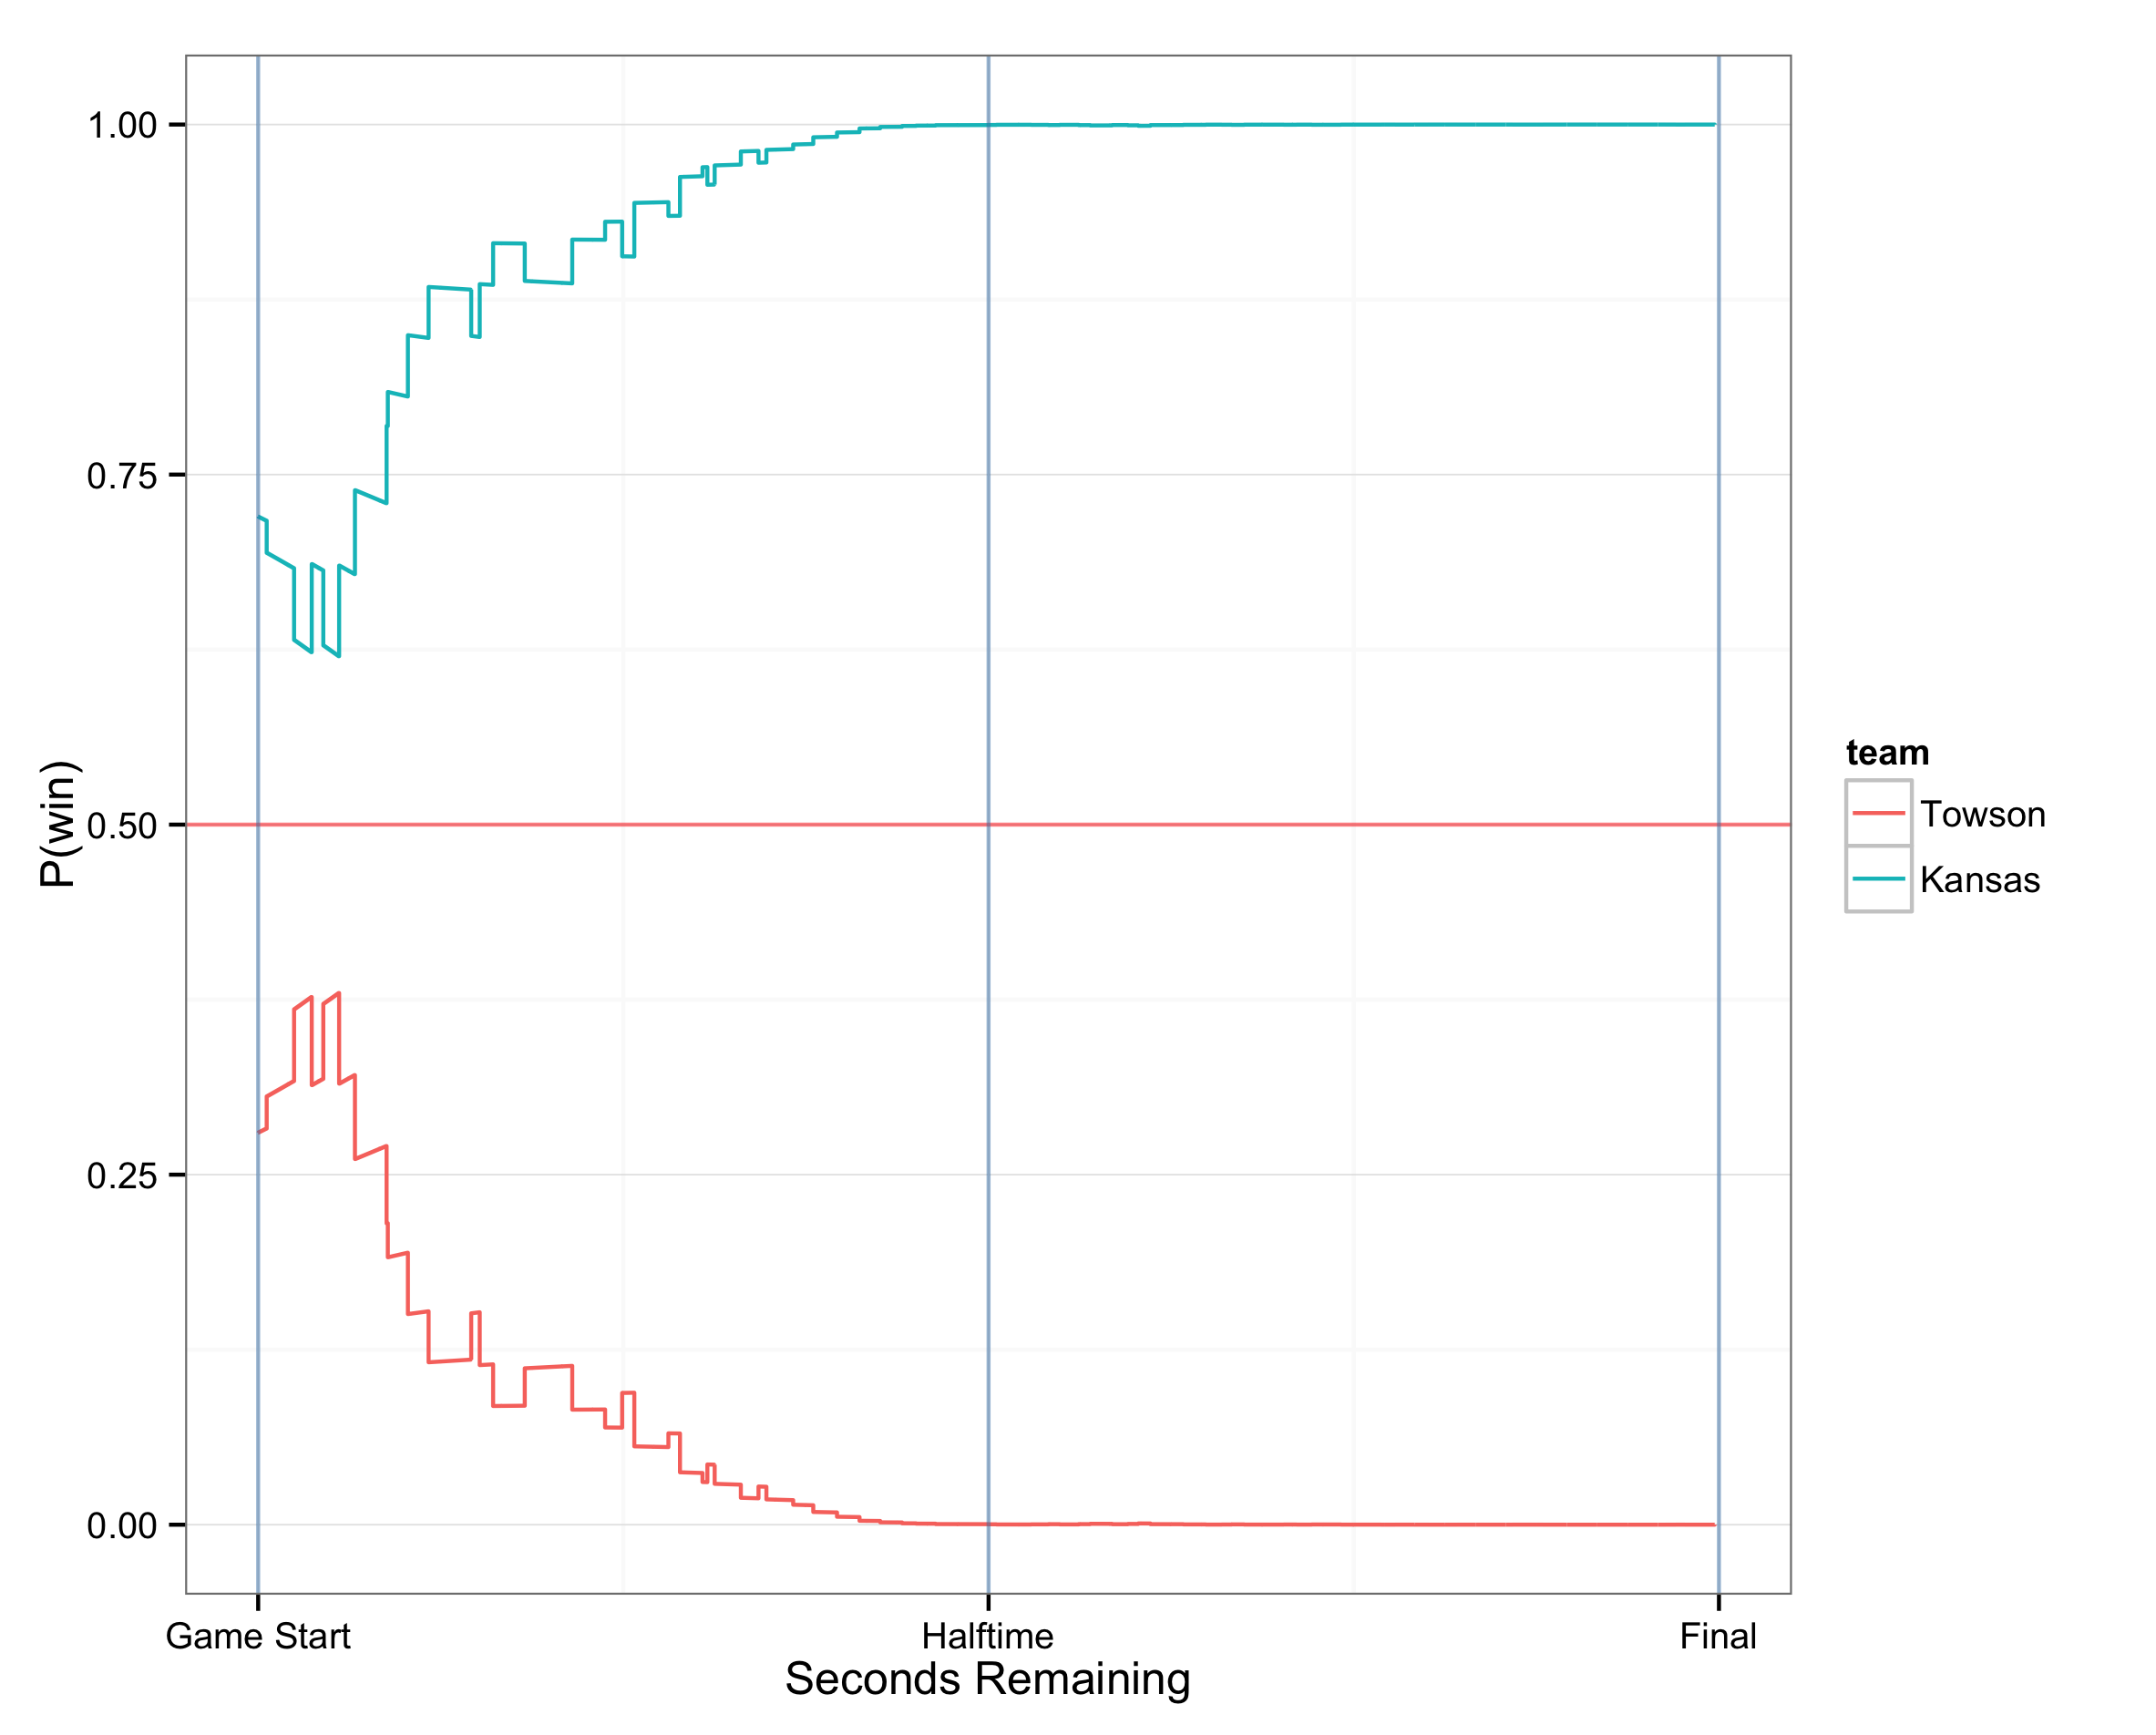 P(win)
1.00
0.75
0.50
0.25
0.00
Game Start
Halftime
Final
Seconds Remaining
team
Towson
Kansas